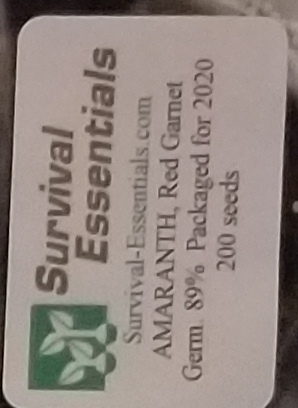 Survival
Essentials
Survival-Essentials.com
AMARANTH, Red Garnet
Germ. 89% Packaged for 2020
200 seeds